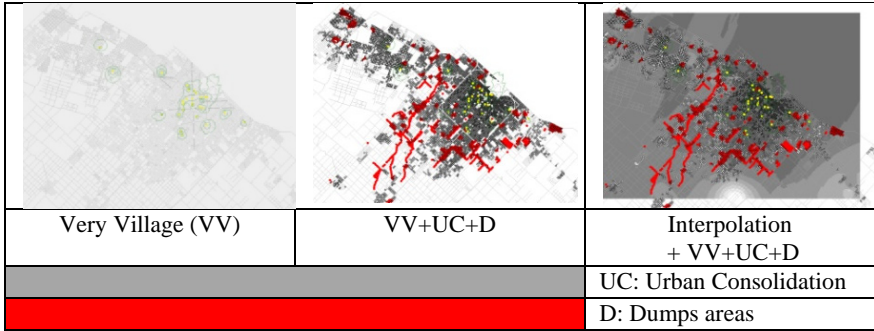 Very Village (VV)
VV+UC+D
Interpolation
+ VV+UC+D
UC: Urban Consolidation
D: Dumps areas